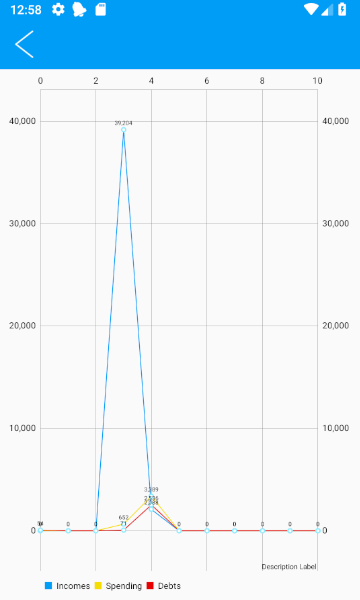 12:58
0 2 4 6 8 10
40,000 40,000
39,204
30,000 30,000
20,000 20,000
10,000 10,000
652
71
0 0 0 0 0 0 0 0 0
Description Label
Incomes Spending Debts